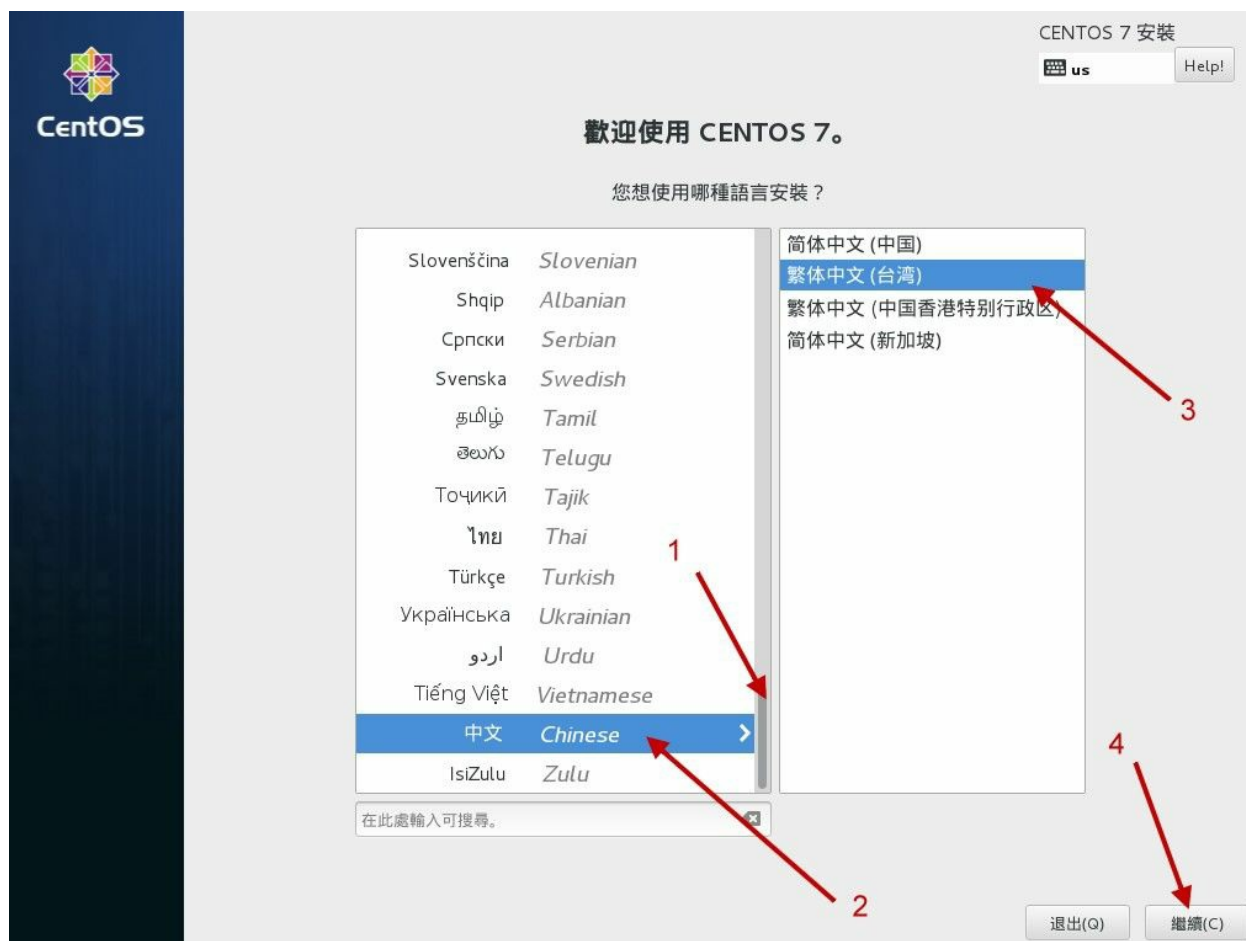 CENTOS 7 安裝
us
Help!
CentOS
歡迎使用 CENTOS 7。
您想使用哪種語言安裝？
Slovenščina Slovenian
Shqip Albanian
Српски Serbian
Svenska Swedish
தமிழ் Tamil
తెలుగు Telugu
Тоҷикӣ Tajik
ไทย Thai
Türkçe Turkish
Українська Ukrainian
اردو Urdu
Tiếng Việt Vietnamese
中文 Chinese
IsiZulu Zulu
在此處輸入可搜尋。
简体中文 (中国)
繁体中文 (台湾)
繁体中文 (中国香港特别行政区)
简体中文 (新加坡)
1
2
3
4
退出(Q)
繼續(C)